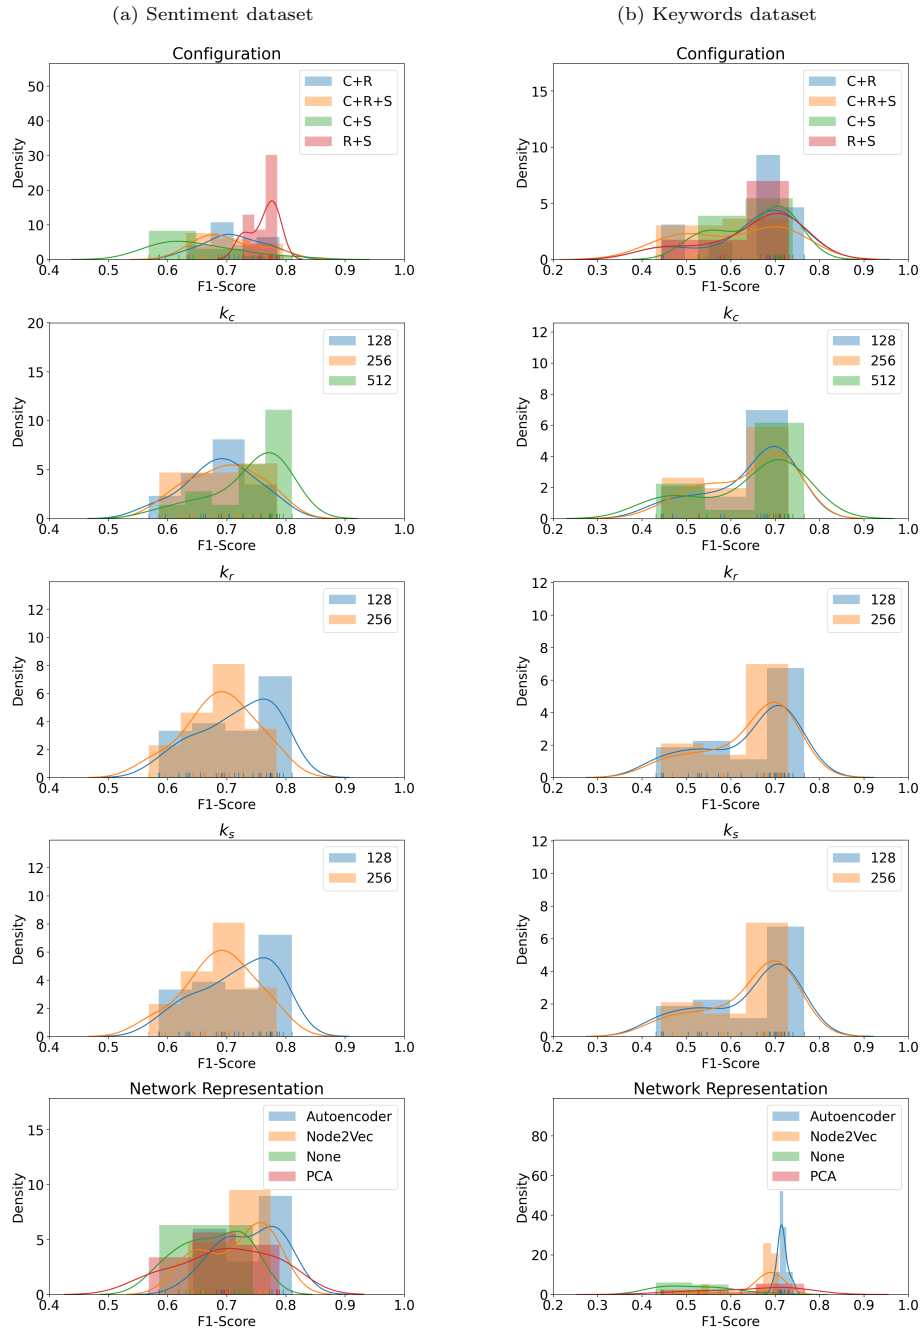 (a) Sentiment dataset
(b) Keywords dataset
Configuration
Density
50
40
30
20
10
0
0.4 0.5 0.6 0.7 0.8 0.9 1.0
F1-Score
C+R
C+R+S
C+S
R+S
Configuration
Density
15
10
5
0
0.2 0.3 0.4 0.5 0.6 0.7 0.8 0.9 1.0
F1-Score
C+R
C+R+S
C+S
R+S
k_c
Density
20
15
10
5
0
0.4 0.5 0.6 0.7 0.8 0.9 1.0
F1-Score
128
256
512
k_c
Density
12
10
8
6
4
2
0
0.2 0.3 0.4 0.5 0.6 0.7 0.8 0.9 1.0
F1-Score
128
256
512
k_r
Density
12
10
8
6
4
2
0
0.4 0.5 0.6 0.7 0.8 0.9 1.0
F1-Score
128
256
k_r
Density
12
10
8
6
4
2
0
0.2 0.3 0.4 0.5 0.6 0.7 0.8 0.9 1.0
F1-Score
128
256
k_s
Density
12
10
8
6
4
2
0
0.4 0.5 0.6 0.7 0.8 0.9 1.0
F1-Score
128
256
k_s
Density
12
10
8
6
4
2
0
0.2 0.3 0.4 0.5 0.6 0.7 0.8 0.9 1.0
F1-Score
128
256
Network Representation
Density
15
10
5
0
0.4 0.5 0.6 0.7 0.8 0.9 1.0
F1-Score
Autoencoder
Node2Vec
None
PCA
Network Representation
Density
80
60
40
20
0
0.2 0.3 0.4 0.5 0.6 0.7 0.8 0.9 1.0
F1-Score
Autoencoder
Node2Vec
None
PCA